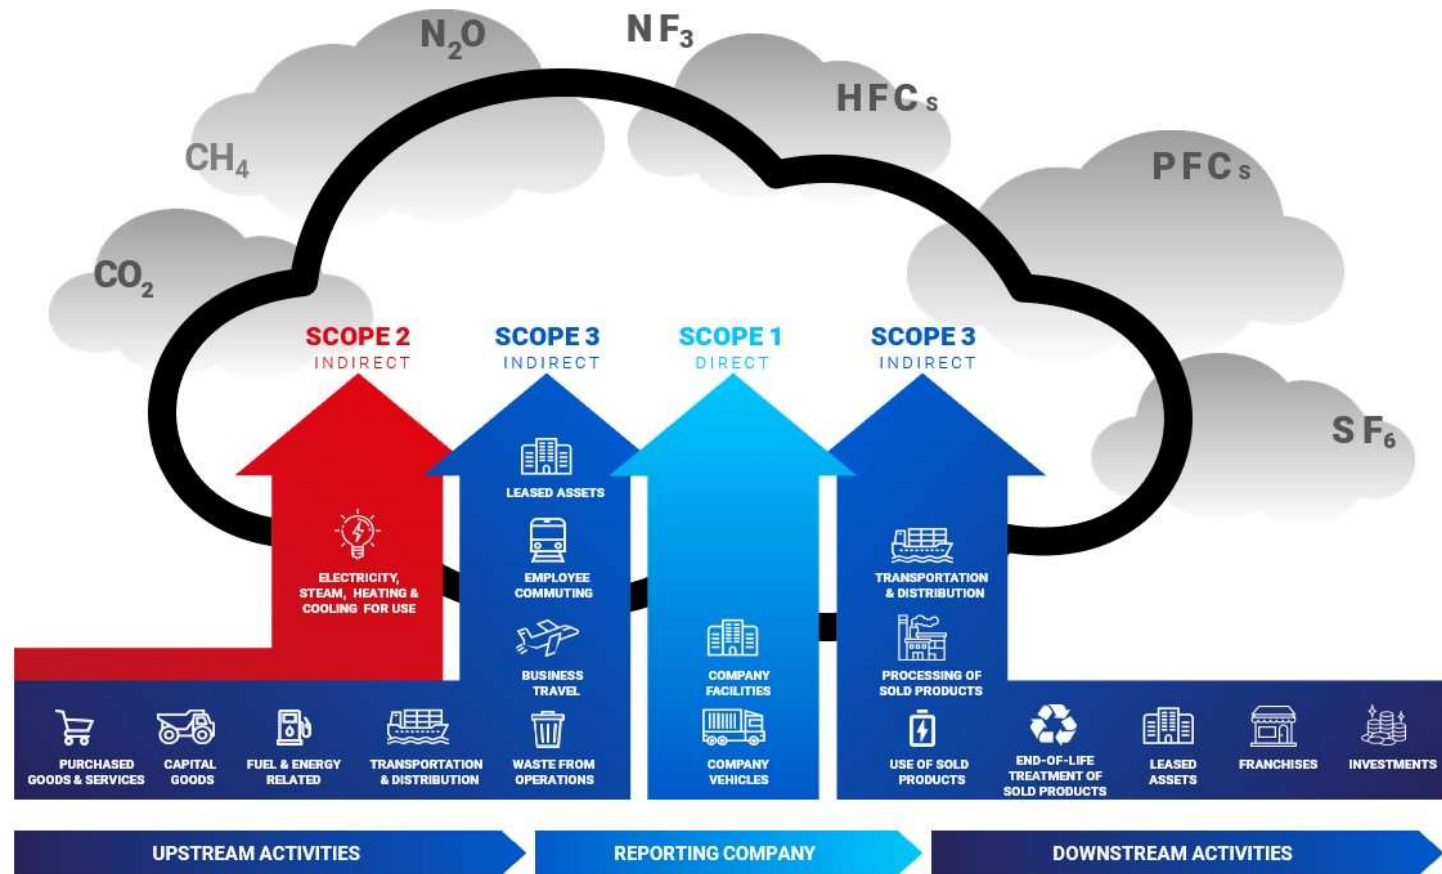 N₂O
NF₃
HFCs
CH₄
PFCs
CO₂
SF₆
SCOPE 2
INDIRECT
SCOPE 3
INDIRECT
SCOPE 1
DIRECT
SCOPE 3
INDIRECT
LEASED ASSETS
ELECTRICITY,
STEAM, HEATING &
COOLING FOR USE
EMPLOYEE
COMMUTING
TRANSPORTATION
& DISTRIBUTION
BUSINESS
TRAVEL
COMPANY
FACILITIES
PROCESSING OF
SOLD PRODUCTS
PURCHASED
GOODS & SERVICES
CAPITAL
GOODS
FUEL & ENERGY
RELATED
TRANSPORTATION
& DISTRIBUTION
WASTE FROM
OPERATIONS
COMPANY
VEHICLES
USE OF SOLD
PRODUCTS
END-OF-LIFE
TREATMENT OF
SOLD PRODUCTS
LEASED
ASSETS
FRANCHISES
INVESTMENTS
UPSTREAM ACTIVITIES
REPORTING COMPANY
DOWNSTREAM ACTIVITIES